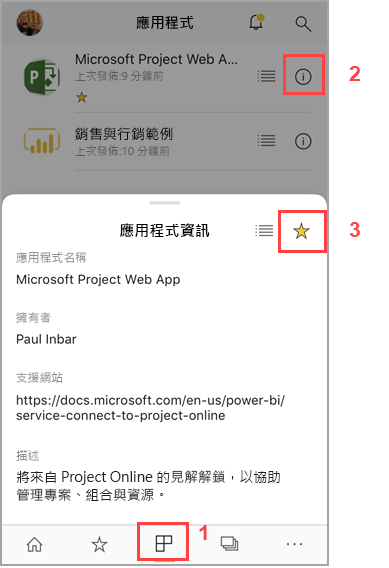 應用程式
Microsoft Project Web A...
上次發佈:9 分鐘前
2
銷售與行銷範例
上次發佈:10 分鐘前
應用程式資訊
3
應用程式名稱
Microsoft Project Web App
擁有者
Paul Inbar
支援網站
https://docs.microsoft.com/en-us/power-bi/
service-connect-to-project-online
描述
將來自 Project Online 的見解解鎖，以協助
管理專案、組合與資源。
1